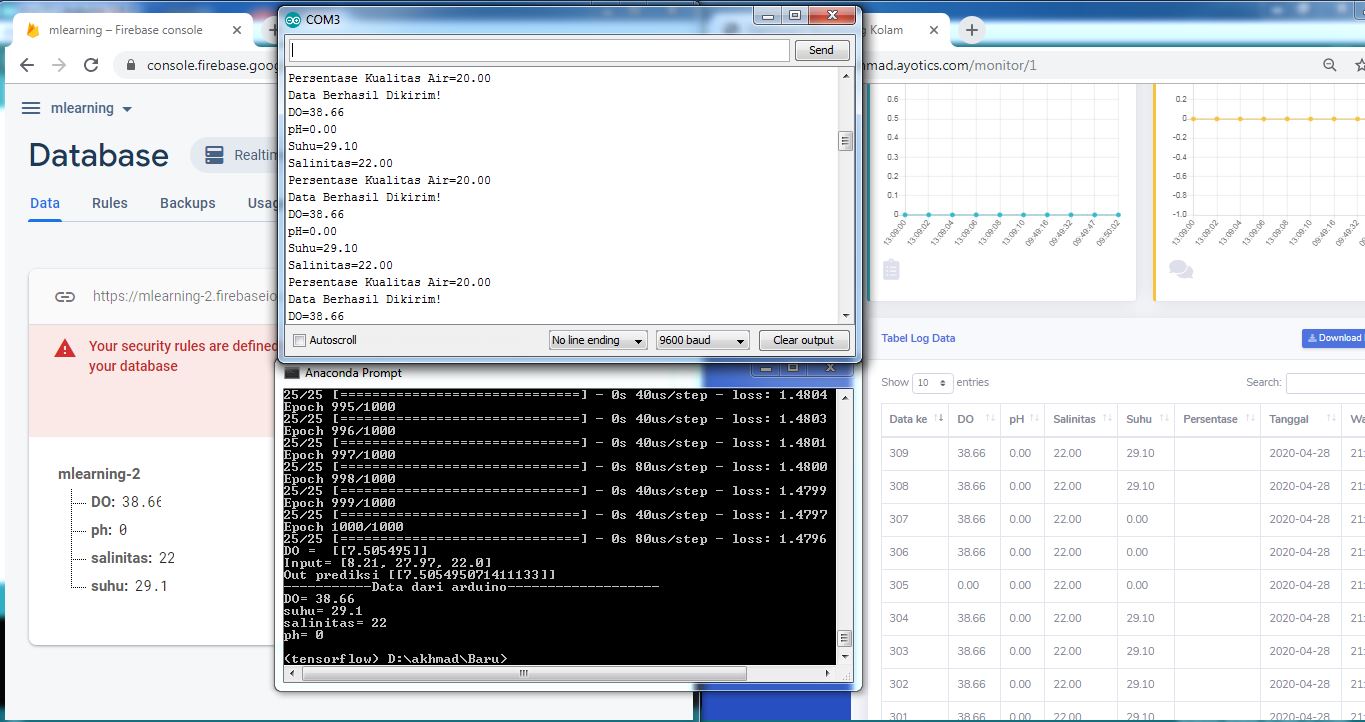 mlearning – Firebase console
console.firebase.goog
mlearning
Database
Realtim
Data Rules Backups Usag
https://mlearning-2.firebaseio
Your security rules are defined
your database
mlearning-2
DO: 38.66
ph: 0
salinitas: 22
suhu: 29.1
COM3
Send
Persentase Kualitas Air=20.00
Data Berhasil Dikirim!
DO=38.66
pH=0.00
Suhu=29.10
Salinitas=22.00
Persentase Kualitas Air=20.00
Data Berhasil Dikirim!
DO=38.66
pH=0.00
Suhu=29.10
Salinitas=22.00
Persentase Kualitas Air=20.00
Data Berhasil Dikirim!
DO=38.66
Autoscroll No line ending 9600 baud Clear output
Anaconda Prompt
25/25 [==============================] - 0s 40us/step - loss: 1.4804
Epoch 995/1000
25/25 [==============================] - 0s 40us/step - loss: 1.4803
Epoch 996/1000
25/25 [==============================] - 0s 40us/step - loss: 1.4801
Epoch 997/1000
25/25 [==============================] - 0s 80us/step - loss: 1.4800
Epoch 998/1000
25/25 [==============================] - 0s 40us/step - loss: 1.4799
Epoch 999/1000
25/25 [==============================] - 0s 40us/step - loss: 1.4797
Epoch 1000/1000
25/25 [==============================] - 0s 80us/step - loss: 1.4796
DO = [[7.505495]]
Input= [8.21, 27.97, 22.0]
Out prediksi [[7.505495071411133]]
------------Data dari arduino---------------------
DO= 38.66
suhu= 29.1
salinitas= 22
ph= 0
(tensorflow) D:\akhmad\Baru>
g Kolam
hmad.ayotics.com/monitor/1
0.6
0.5
0.4
0.3
0.2
0.1
0
13:09:00 13:09:02 13:09:04 13:09:06 13:09:08 13:09:10 09:49:16 09:49:32 09:49:47 09:50:02
0.2
0
-0.2
-0.4
-0.6
-0.8
-1.0
13:09:00 13:09:02 13:09:04 13:09:06 13:09:08 13:09:10 09:49:16 09:49:32
Tabel Log Data
Download
Show 10 entries Search:
Data ke DO pH Salinitas Suhu Persentase Tanggal Wa
309 38.66 0.00 22.00 29.10 2020-04-28 21:
308 38.66 0.00 22.00 29.10 2020-04-28 21:
307 38.66 0.00 22.00 0.00 2020-04-28 21:
306 38.66 0.00 22.00 0.00 2020-04-28 21:
305 0.00 0.00 22.00 0.00 2020-04-28 21:
304 38.66 0.00 22.00 29.10 2020-04-28 21:
303 38.66 0.00 22.00 29.10 2020-04-28 21:
302 38.66 0.00 22.00 29.10 2020-04-28 21:
301 38.66 0.00 22.00 29.10 2020-04-28 21: